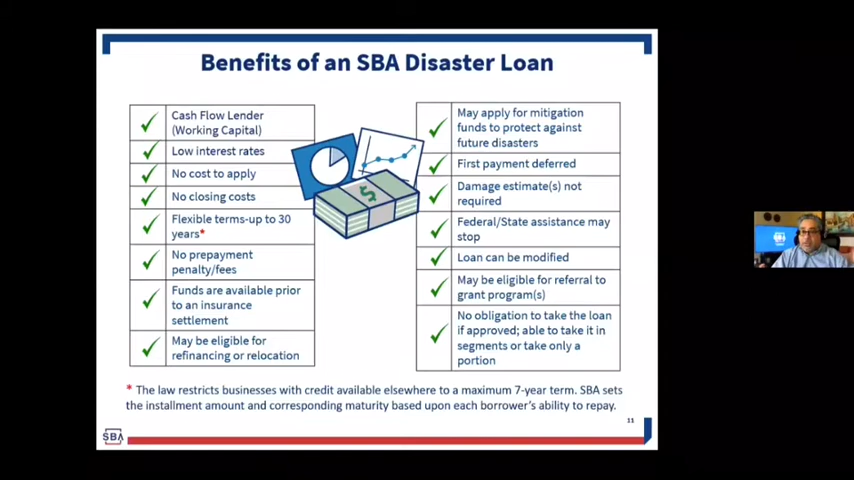 Benefits of an SBA Disaster Loan
Cash Flow Lender
(Working Capital)
Low interest rates
No cost to apply
No closing costs
Flexible terms-up to 30
years*
No prepayment
penalty/fees
Funds are available prior
to an insurance
settlement
May be eligible for
refinancing or relocation
$
May apply for mitigation
funds to protect against
future disasters
First payment deferred
Damage estimate(s) not
required
Federal/State assistance may
stop
Loan can be modified
May be eligible for referral to
grant program(s)
No obligation to take the loan
if approved; able to take it in
segments or take only a
portion
* The law restricts businesses with credit available elsewhere to a maximum 7-year term. SBA sets
the installment amount and corresponding maturity based upon each borrower's ability to repay.
11
SBA